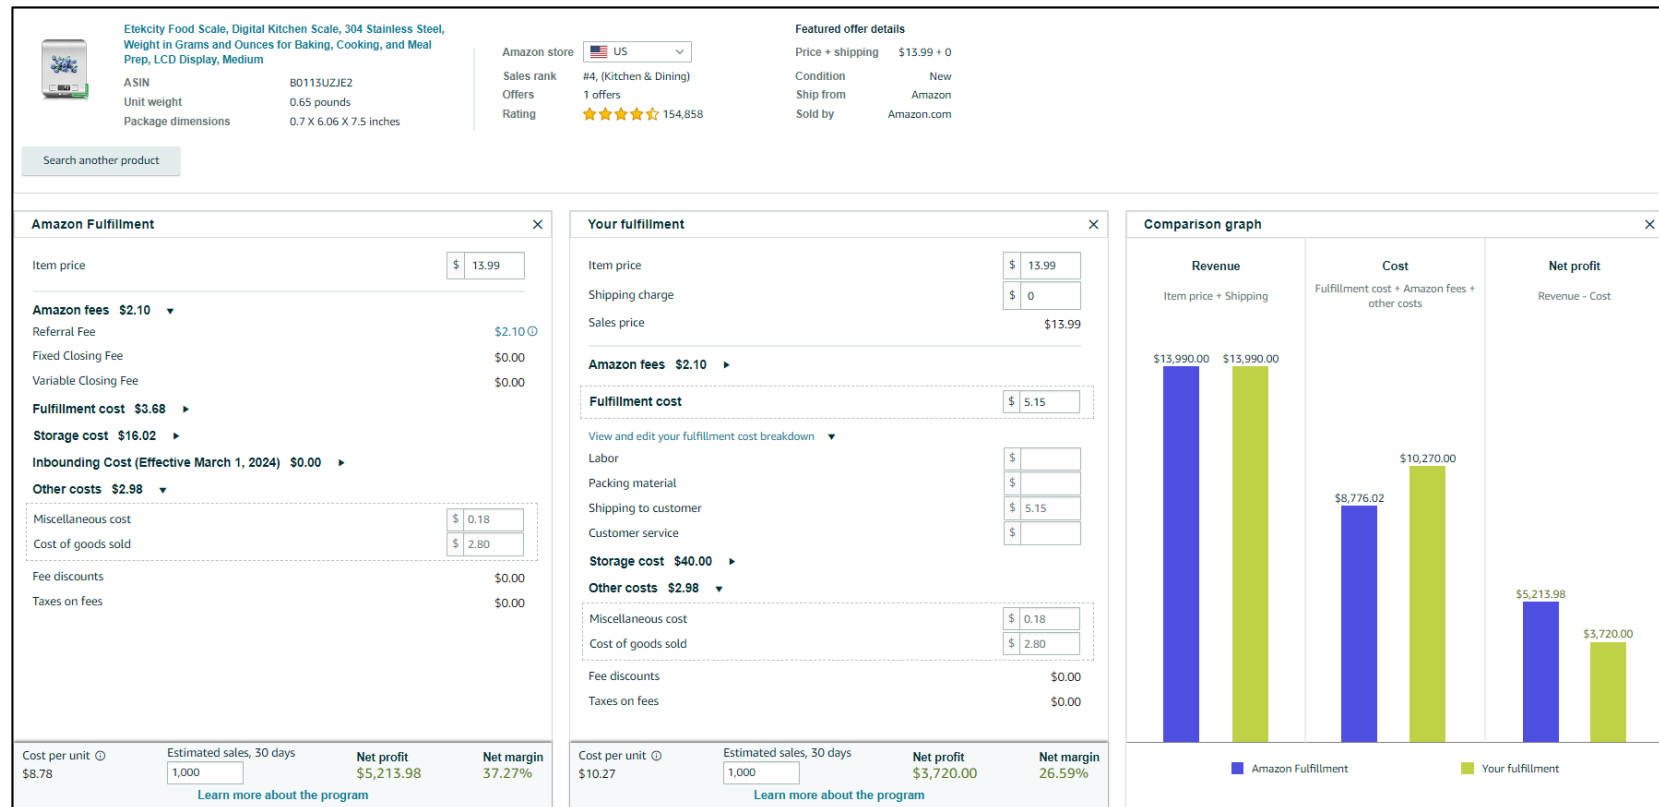 Etekcity Food Scale, Digital Kitchen Scale, 304 Stainless Steel,
Weight in Grams and Ounces for Baking, Cooking, and Meal
Prep, LCD Display, Medium
ASIN B0113UZJE2
Unit weight 0.65 pounds
Package dimensions 0.7 X 6.06 X 7.5 inches
Amazon store US
Sales rank #4, (Kitchen & Dining)
Offers 1 offers
Rating 154,858
Featured offer details
Price + shipping $13.99 + 0
Condition New
Ship from Amazon
Sold by Amazon.com
Search another product
Amazon Fulfillment
Item price $ 13.99
Amazon fees $2.10
Referral Fee $2.10
Fixed Closing Fee $0.00
Variable Closing Fee $0.00
Fulfillment cost $3.68
Storage cost $16.02
Inbounding Cost (Effective March 1, 2024) $0.00
Other costs $2.98
Miscellaneous cost $ 0.18
Cost of goods sold $ 2.80
Fee discounts $0.00
Taxes on fees $0.00
Cost per unit
$8.78
Estimated sales, 30 days
1,000
Net profit
$5,213.98
Net margin
37.27%
Learn more about the program
Your fulfillment
Item price $ 13.99
Shipping charge $ 0
Sales price $13.99
Amazon fees $2.10
Fulfillment cost $ 5.15
View and edit your fulfillment cost breakdown
Labor $
Packing material $
Shipping to customer $ 5.15
Customer service $
Storage cost $40.00
Other costs $2.98
Miscellaneous cost $ 0.18
Cost of goods sold $ 2.80
Fee discounts $0.00
Taxes on fees $0.00
Cost per unit
$10.27
Estimated sales, 30 days
1,000
Net profit
$3,720.00
Net margin
26.59%
Learn more about the program
Comparison graph
Revenue
Item price + Shipping
$13,990.00 $13,990.00
Cost
Fulfillment cost + Amazon fees +
other costs
$8,776.02
$10,270.00
Net profit
Revenue - Cost
$5,213.98
$3,720.00
Amazon Fulfillment
Your fulfillment